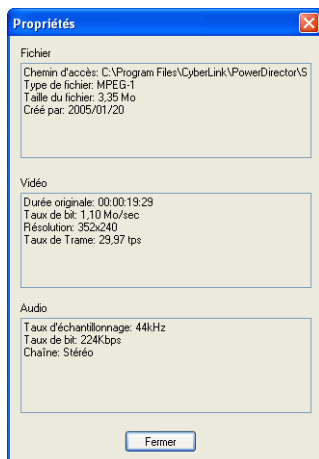 Propriétés
Fichier
Chemin d'accès: C:\Program Files\CyberLink\PowerDirector\S
Type de fichier: MPEG-1
Taille du fichier: 3,35 Mo
Créé par: 2005/01/20
Vidéo
Durée originale: 00:00:19:29
Taux de bit: 1,10 Mo/sec
Résolution: 352x240
Taux de Trame: 29,97 tps
Audio
Taux d'échantillonnage: 44kHz
Taux de bit: 224Kbps
Chaîne: Stéréo
Fermer